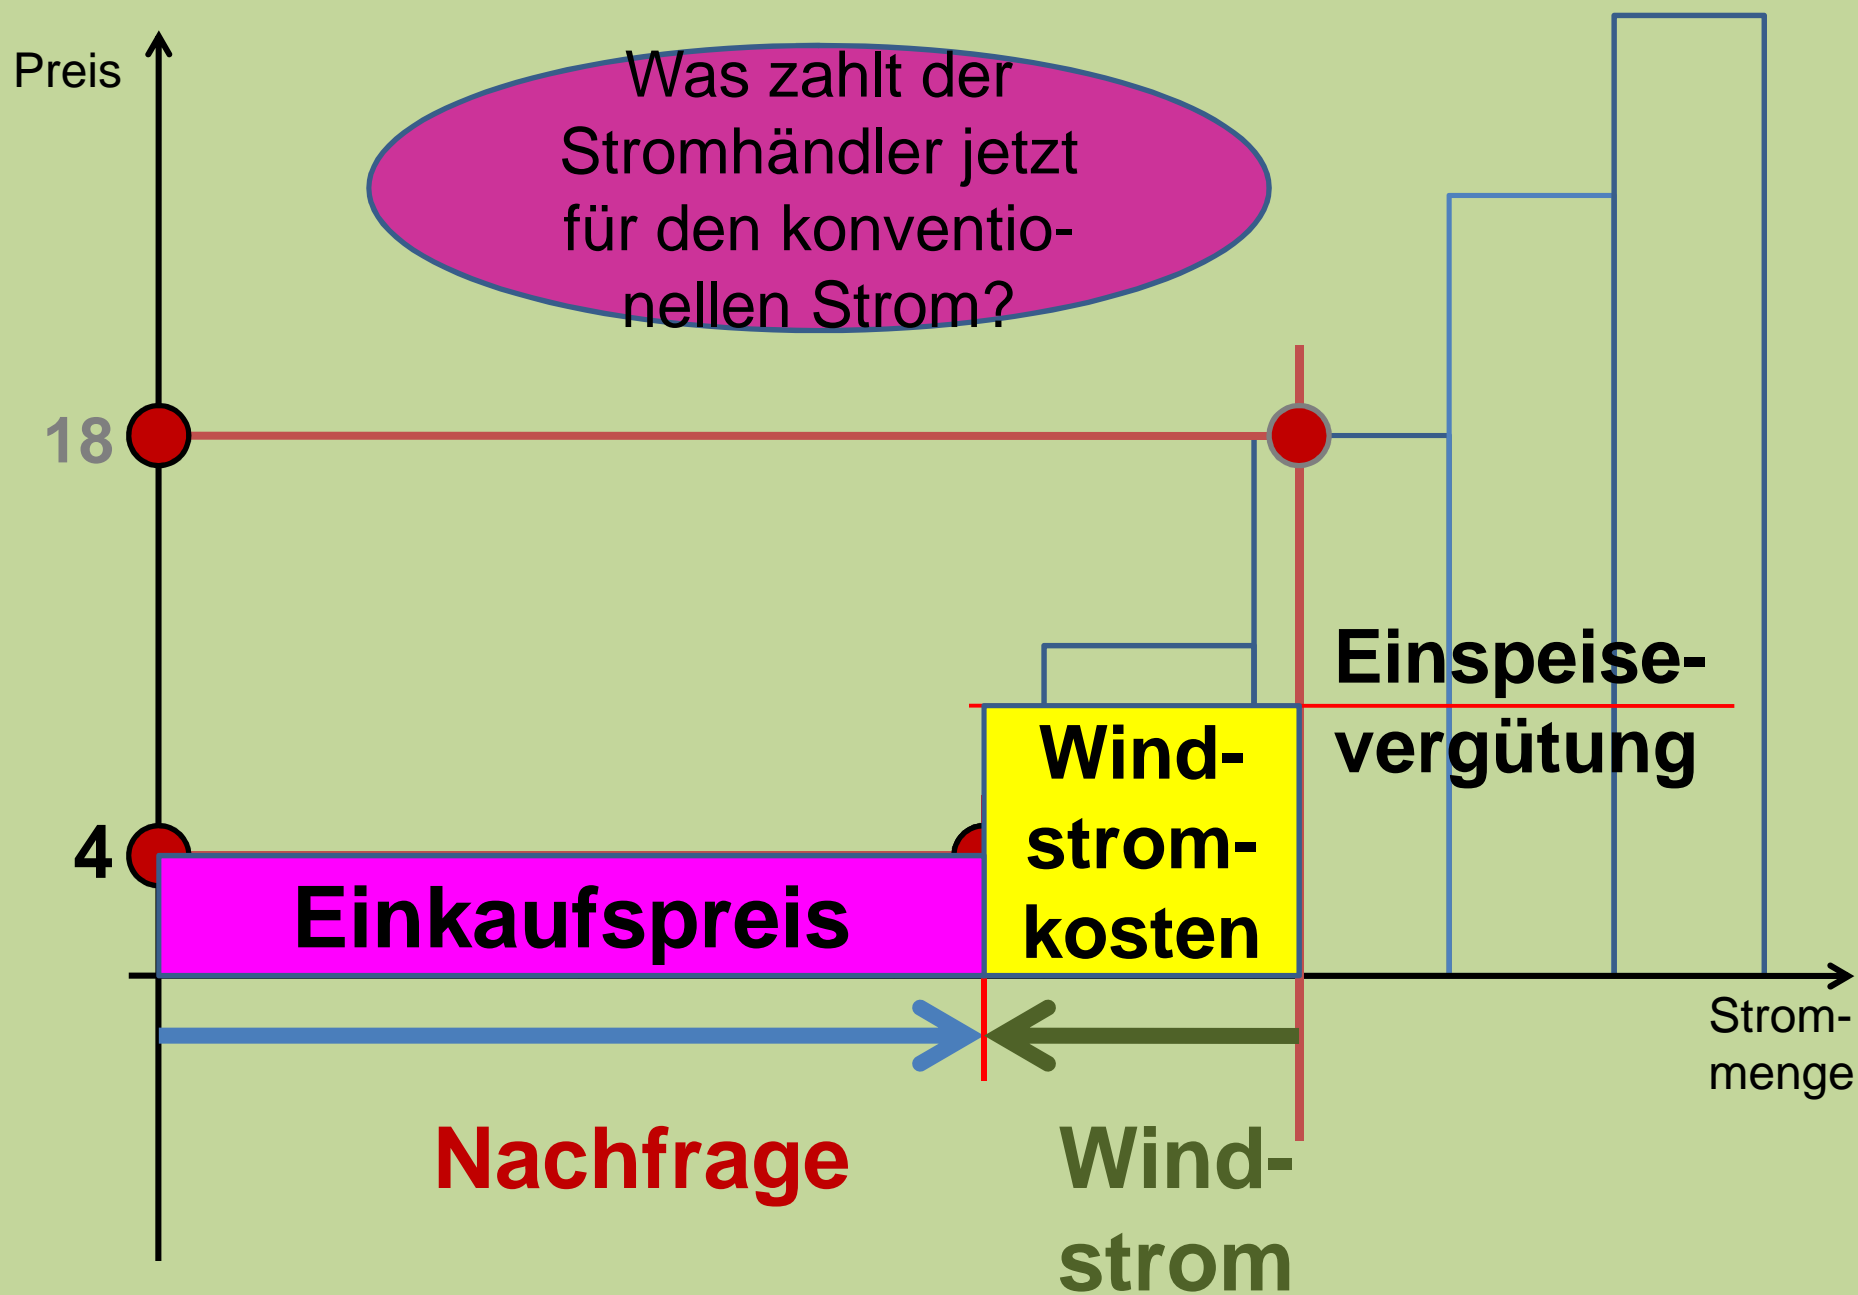 Preis
Was zahlt der
Stromhändler jetzt
für den konventio-
nellen Strom?
18
Einspeise-
vergütung
Wind-
strom-
kosten
4
Einkaufspreis
Strom-
menge
Nachfrage
Wind-
strom